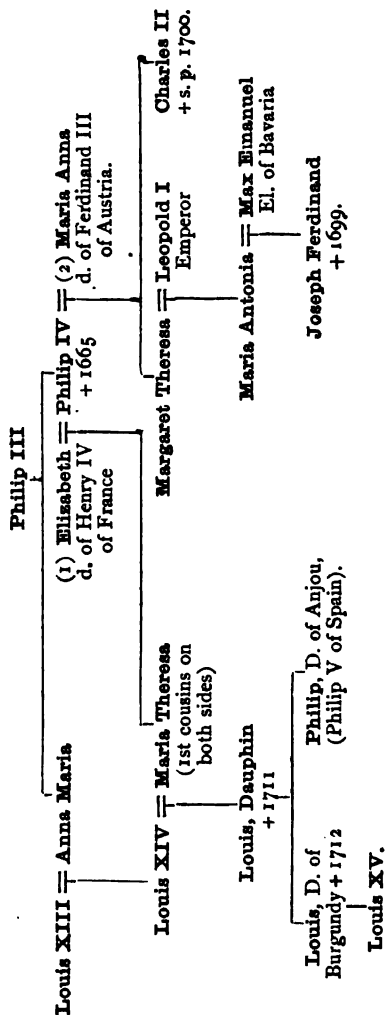 Philip III
Louis XIII = Anna Maria
(1) Elizabeth = Philip IV = (2) Maria Anna
d. of Henry IV
of France
+ 1665
d. of Ferdinand III
of Austria.
Louis XIV = Maria Theresa
(1st cousins on
both sides)
Margaret Theresa = Leopold I
Emperor
Charles II
+ s. p. 1700.
Louis, Dauphin
+ 1711
Maria Antonia = Max Emanuel
El. of Bavaria
Louis, D. of
Burgundy + 1712
Philip, D. of Anjou,
(Philip V of Spain).
Joseph Ferdinand
+ 1699.
Louis XV.